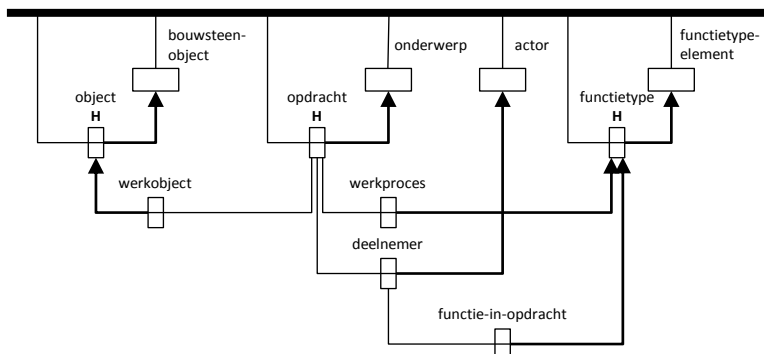 bouwsteen-
object
onderwerp
actor
functietype-
element
object
H
opdracht
H
functietype
H
werkobject
werkproces
deelnemer
functie-in-opdracht